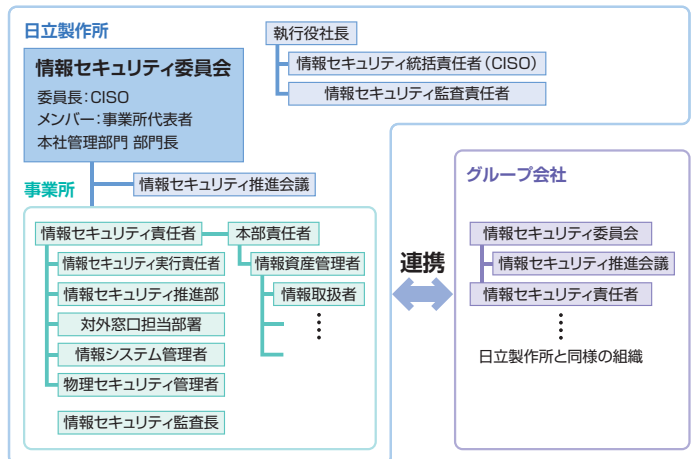 日立製作所
情報セキュリティ委員会
委員長:CISO
メンバー:事業所代表者
本社管理部門 部門長
執行役社長
情報セキュリティ統括責任者(CISO)
情報セキュリティ監査責任者
情報セキュリティ推進会議
事業所
情報セキュリティ責任者
本部責任者
情報セキュリティ実行責任者
情報資産管理者
情報セキュリティ推進部
情報取扱者
対外窓口担当部署
情報システム管理者
物理セキュリティ管理者
情報セキュリティ監査長
連携
グループ会社
情報セキュリティ委員会
情報セキュリティ推進会議
情報セキュリティ責任者
日立製作所と同様の組織